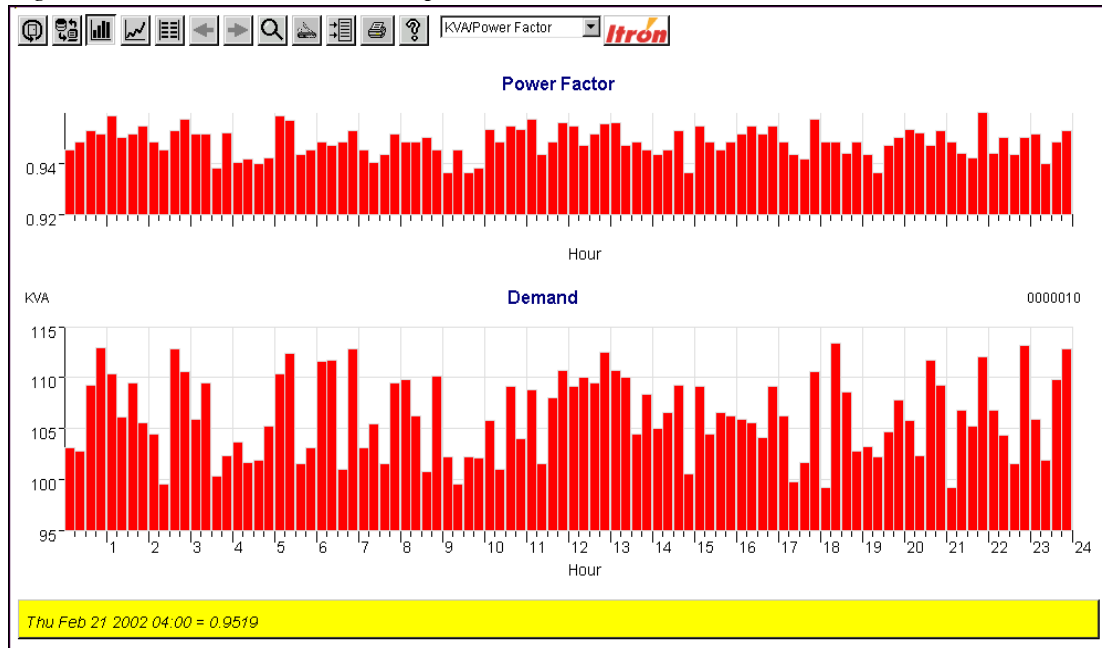 KVA/Power Factor Itron
Power Factor
0.94
0.92
Hour
KVA Demand 0000010
115
110
105
100
95
1 2 3 4 5 6 7 8 9 10 11 12 13 14 15 16 17 18 19 20 21 22 23 24
Hour
Thu Feb 21 2002 04:00 = 0.9519